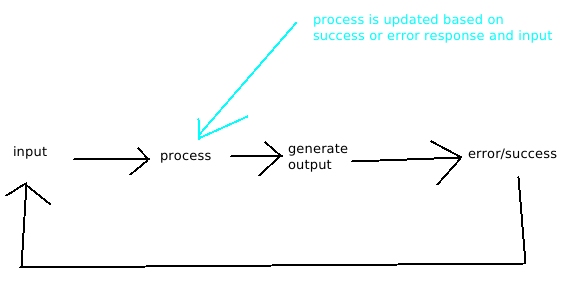 process is updated based on
success or error response and input
input
process
generate
output
error/success